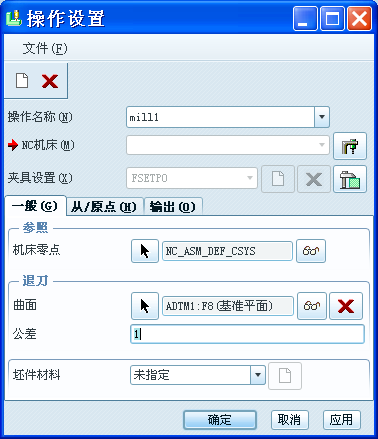 操作设置
文件(F)
操作名称(N) mill1
NC机床(M)
夹具设置(X) FSETP0
一般(G) 从/原点(H) 输出(O)
参照
机床零点 NC_ASM_DEF_CSYS
退刀
曲面 ADTM1:F8(基准平面)
公差 1
坯件材料 未指定
确定 取消 应用